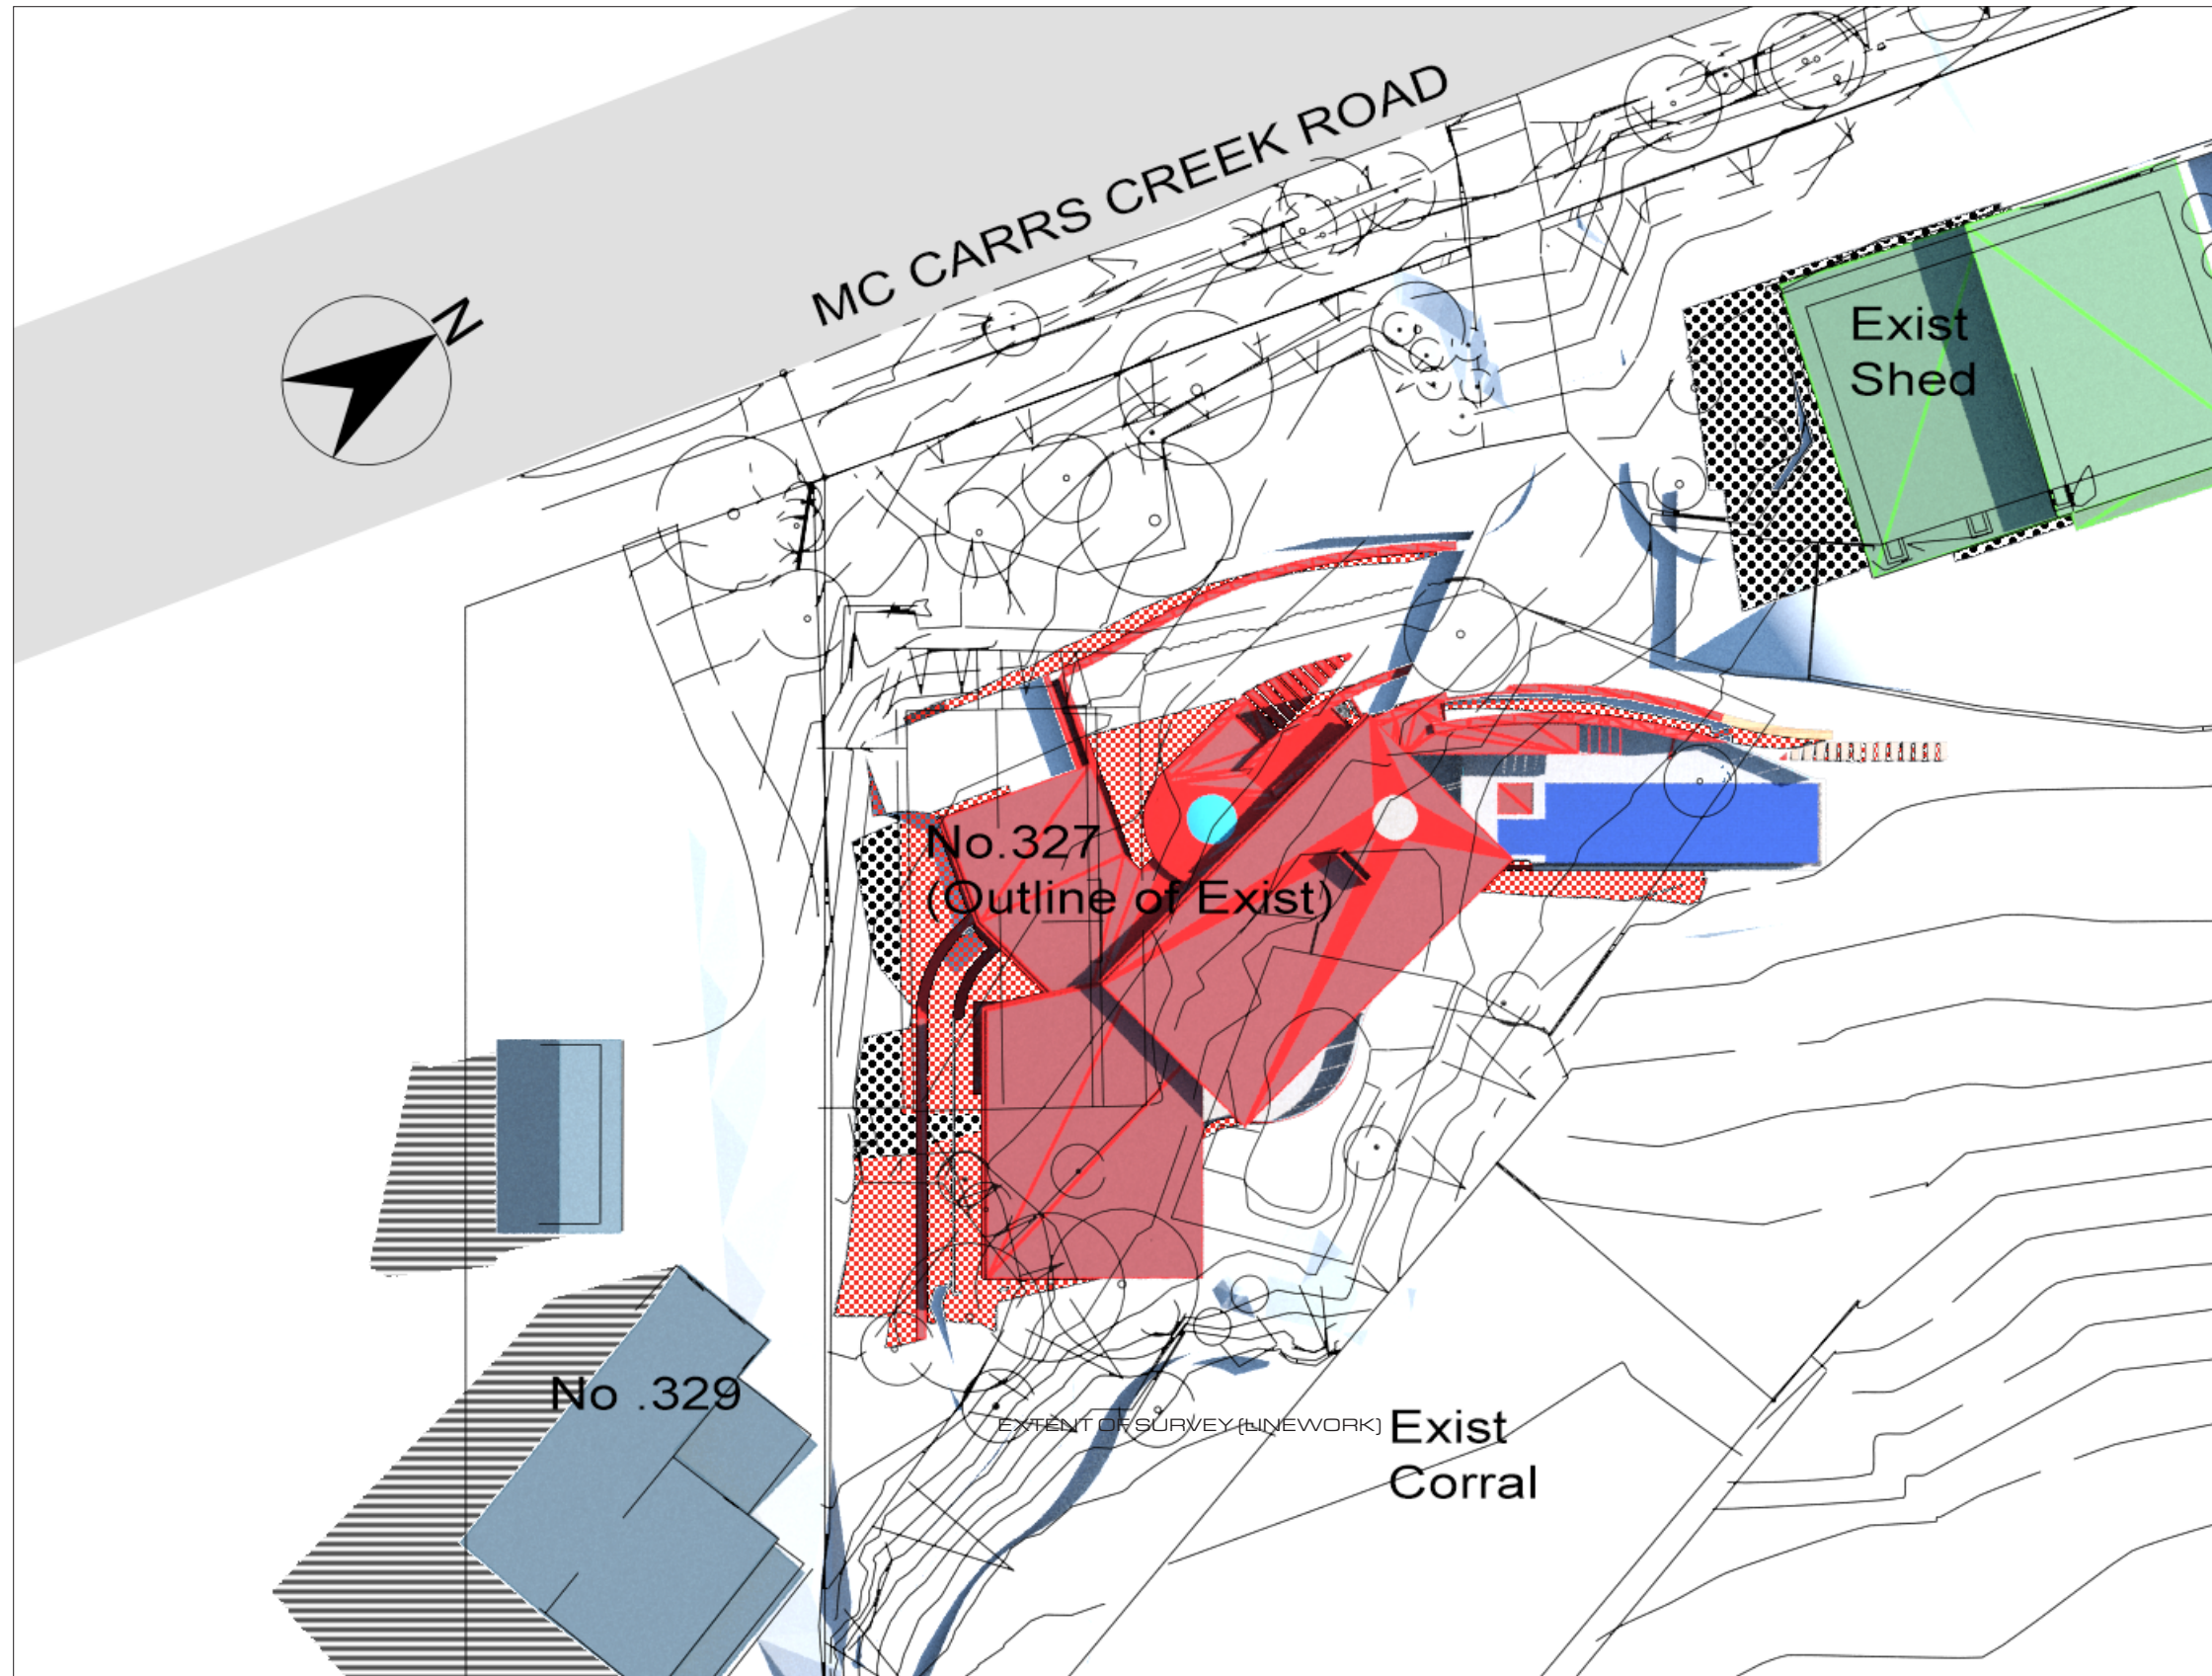 MC CARRS CREEK ROAD
N
Exist
Shed
No.327
(Outline of Exist)
No .329
EXTENT OF SURVEY (LINEWORK)
Exist
Corral